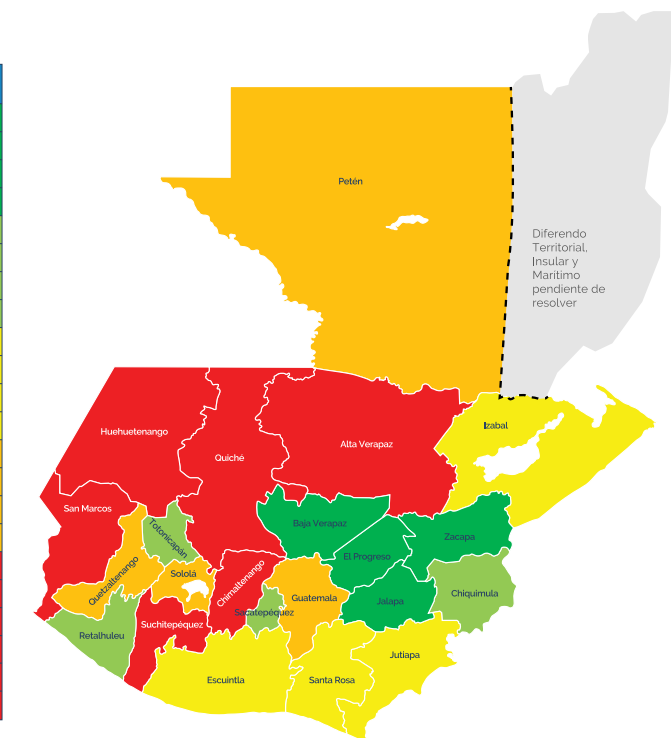 Petén
Diferendo
Territorial,
Insular y
Marítimo
pendiente de
resolver
Huehuetenango
Quiché
Alta Verapaz
Izabal
San Marcos
Totonicapán
Baja Verapaz
Zacapa
El Progreso
Quetzaltenango
Sololá
Chimaltenango
Guatemala
Chiquimula
Jalapa
Sacatepéquez
Suchitepéquez
Retalhuleu
Jutiapa
Escuintla
Santa Rosa